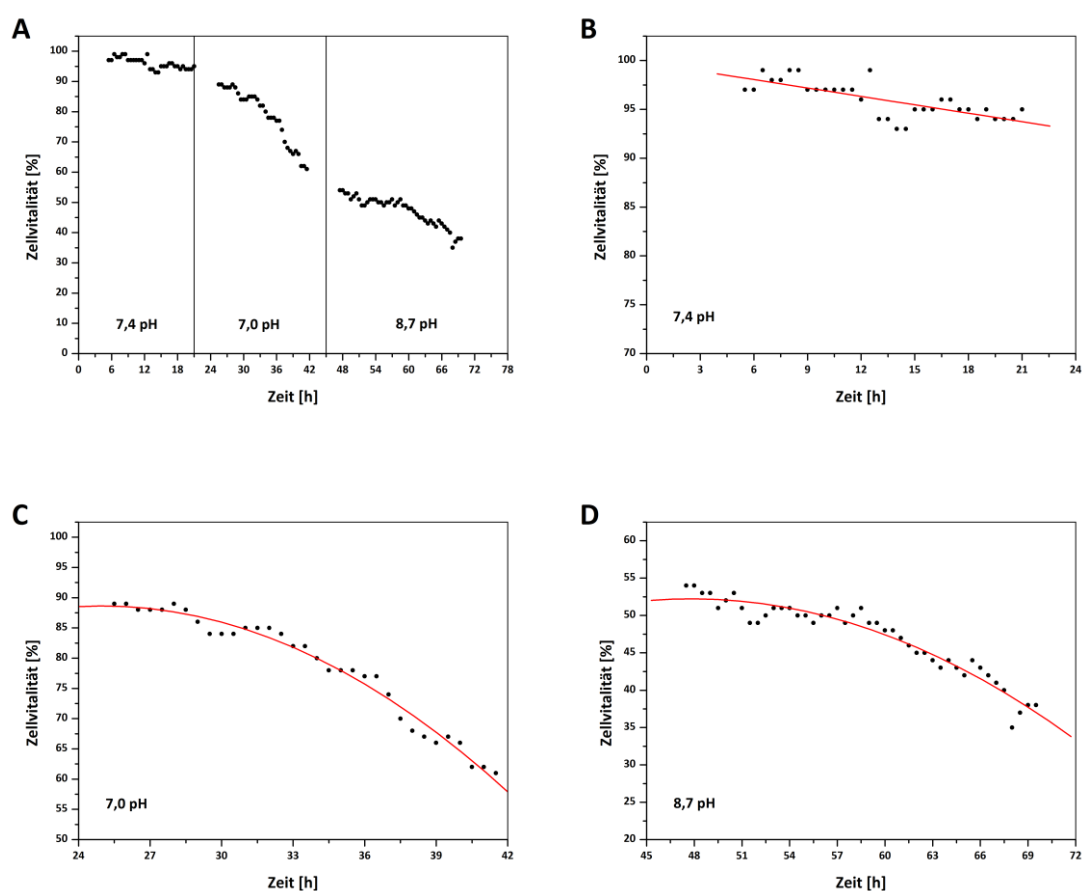 A
Zellvitalität [%]
100
90
80
70
60
50
40
30
20
10
0
7,4 pH
7,0 pH
8,7 pH
0 6 12 18 24 30 36 42 48 54 60 66 72 78
Zeit [h]
B
Zellvitalität [%]
100
95
90
85
80
75
70
7,4 pH
0 3 6 9 12 15 18 21 24
Zeit [h]
C
Zellvitalität [%]
100
95
90
85
80
75
70
65
60
55
50
7,0 pH
24 27 30 33 36 39 42
Zeit [h]
D
Zellvitalität [%]
60
55
50
45
40
35
30
25
20
8,7 pH
45 48 51 54 57 60 63 66 69 72
Zeit [h]